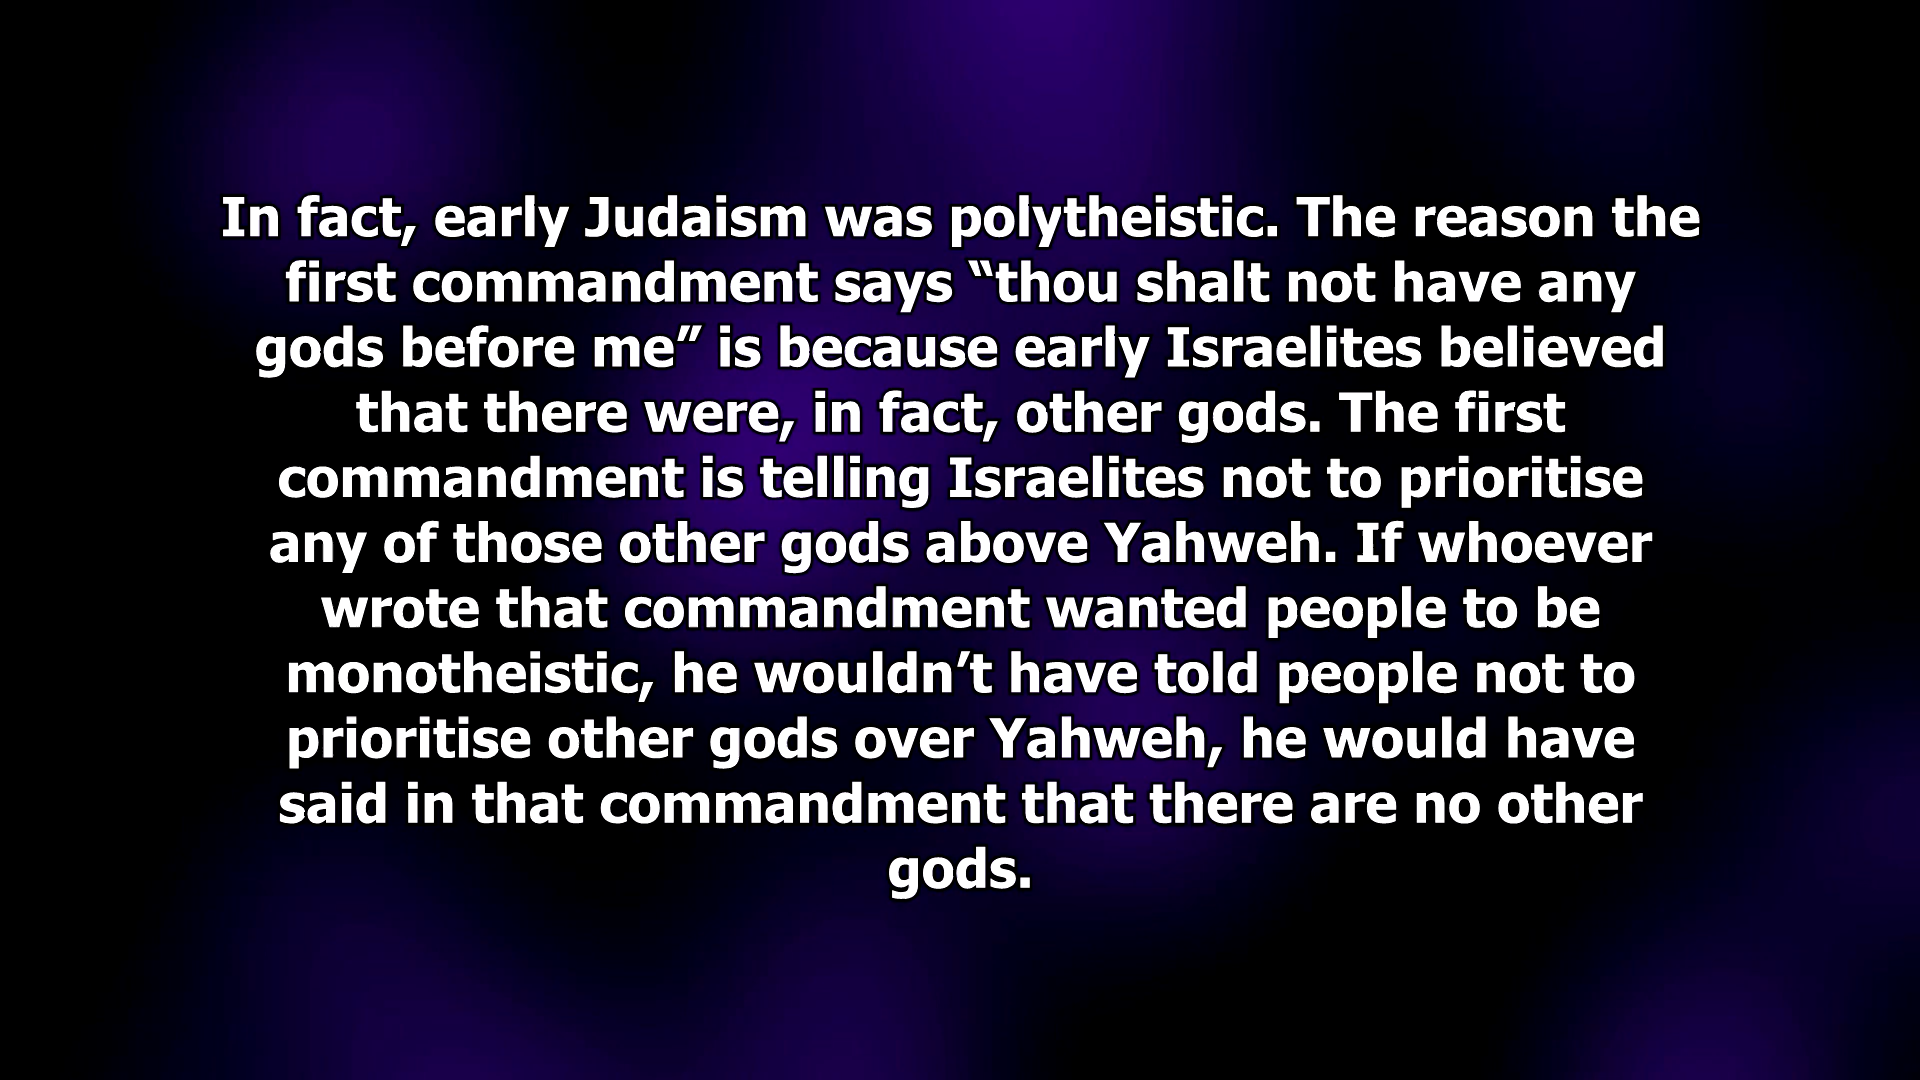 In fact, early Judaism was polytheistic. The reason the
first commandment says “thou shalt not have any
gods before me” is because early Israelites believed
that there were, in fact, other gods. The first
commandment is telling Israelites not to prioritise
any of those other gods above Yahweh. If whoever
wrote that commandment wanted people to be
monotheistic, he wouldn’t have told people not to
prioritise other gods over Yahweh, he would have
said in that commandment that there are no other
gods.